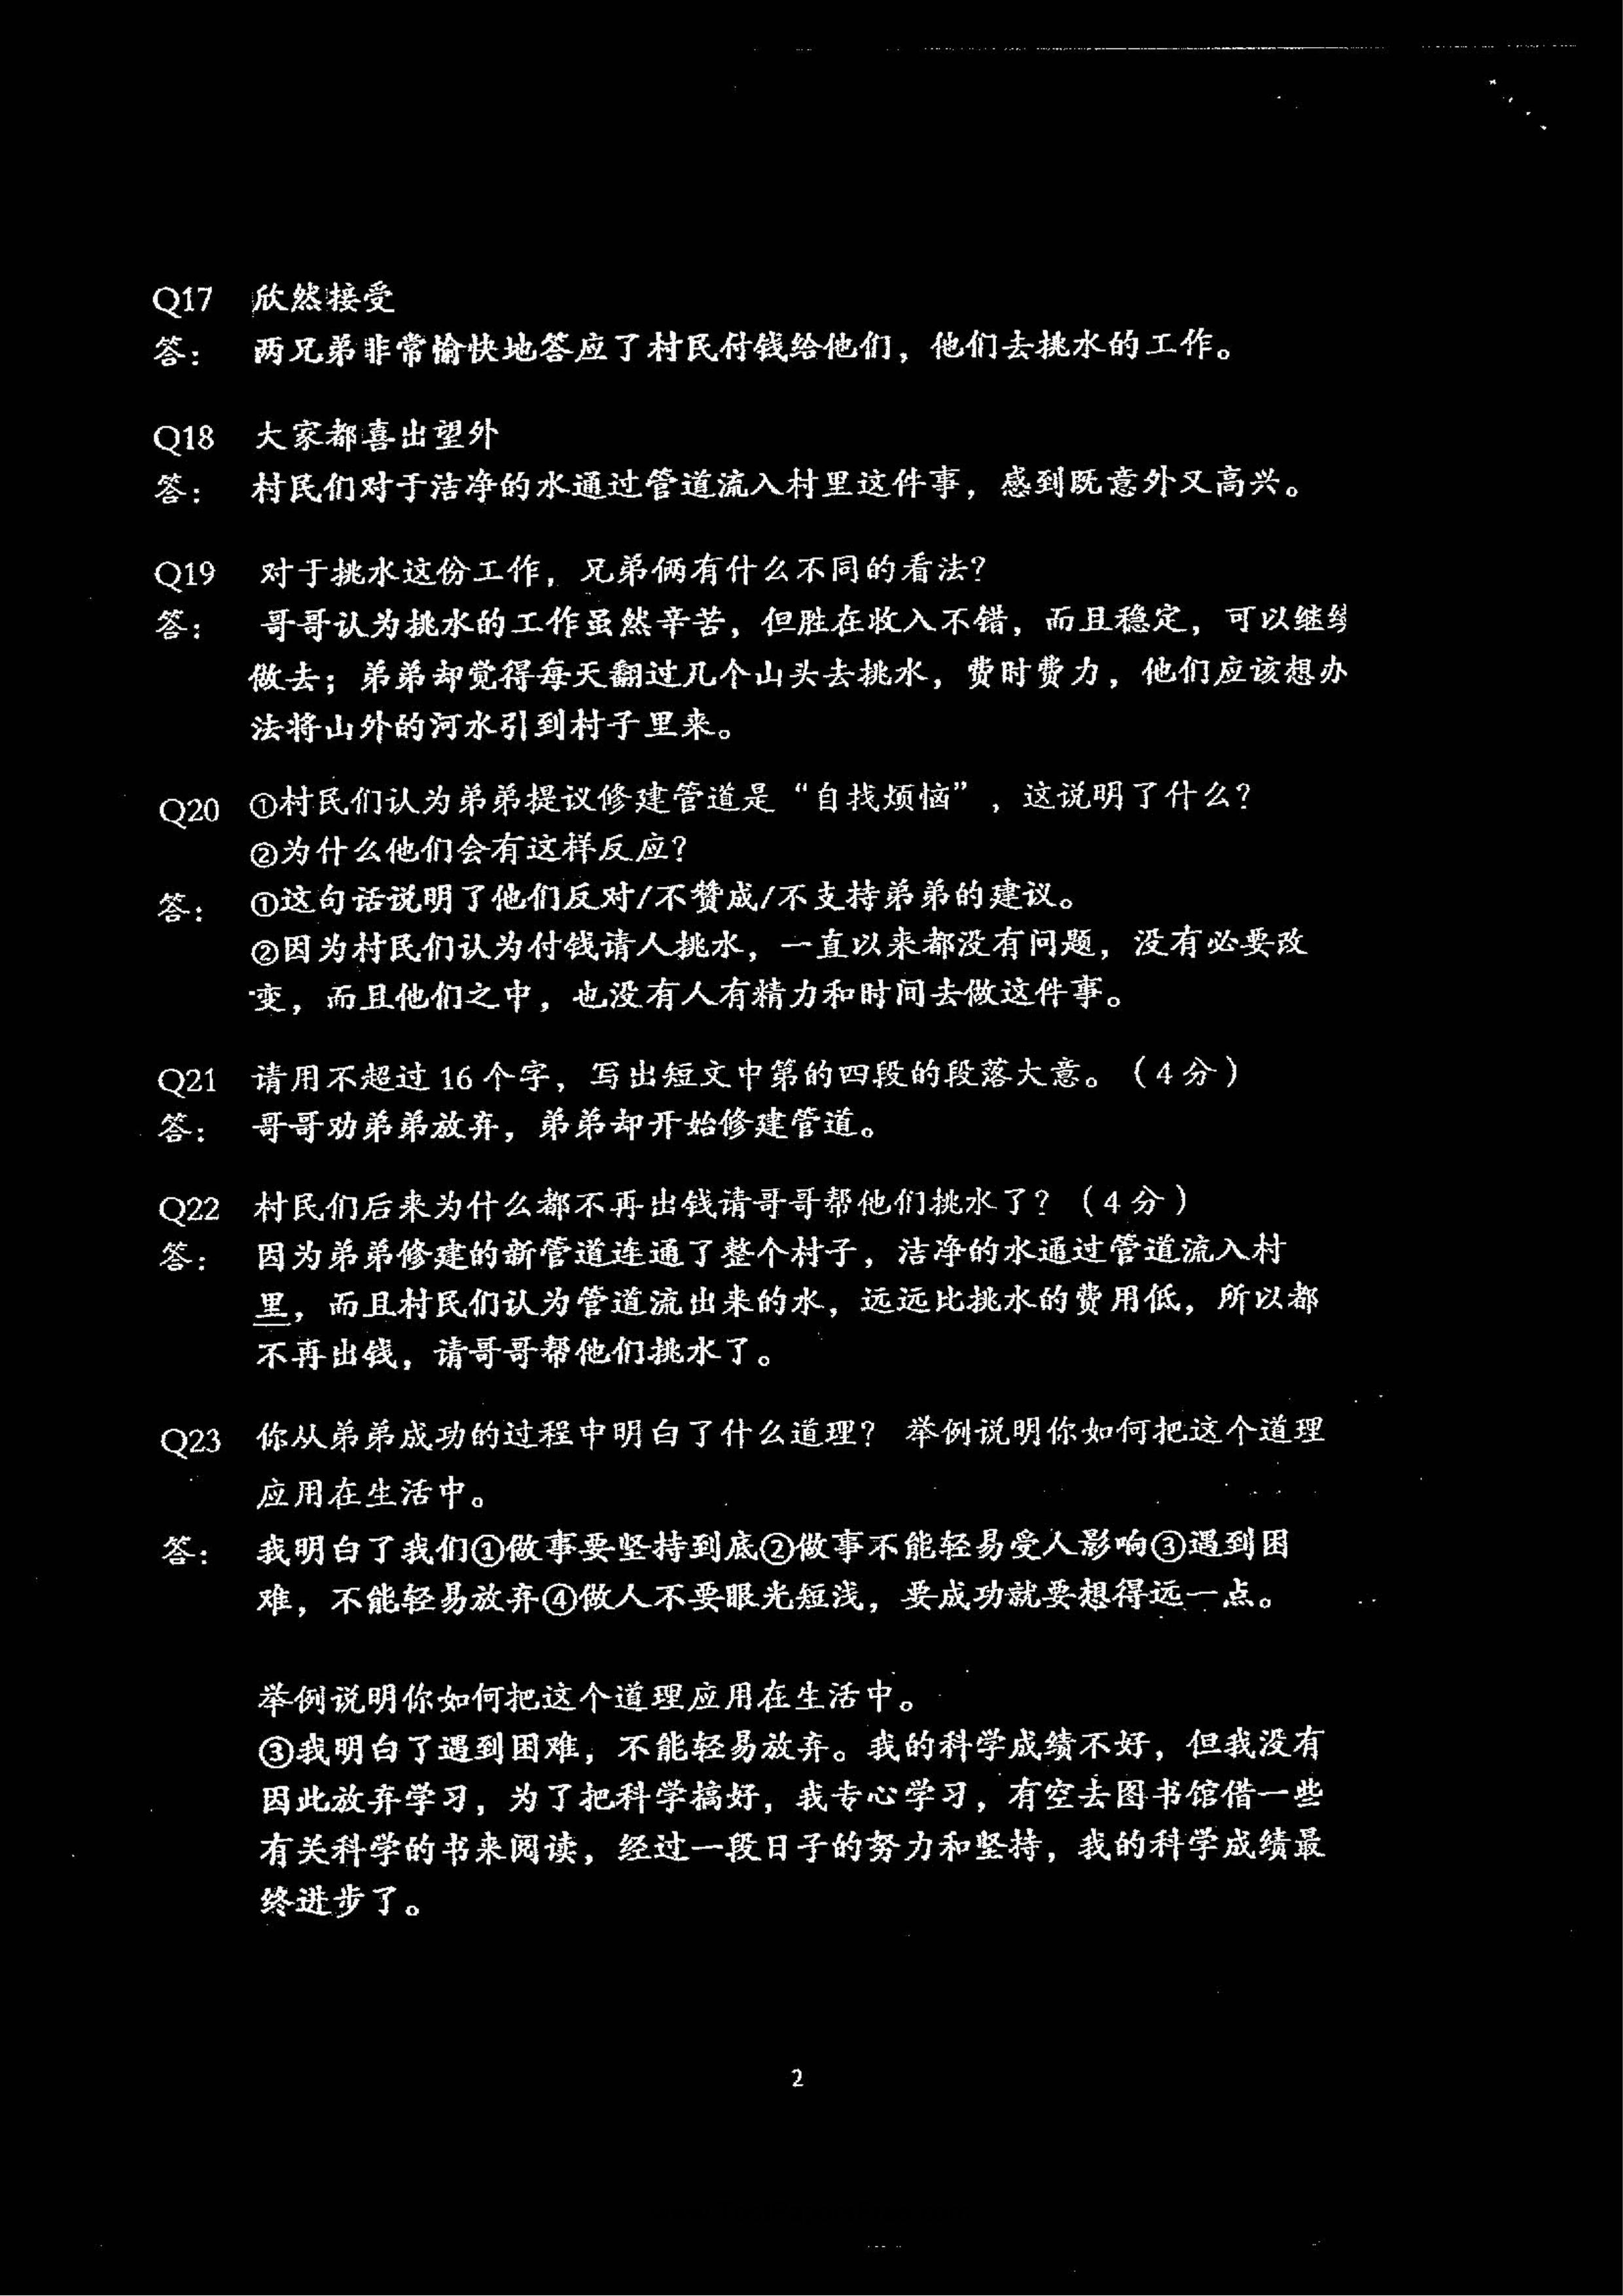 Q17 欣然接受
答： 两兄弟非常愉快地答应了村民付钱给他们，他们去挑水的工作。
Q18 大家都喜出望外
答： 村民们对于洁净的水通过管道流入村里这件事，感到既意外又高兴。
Q19 对于挑水这份工作，兄弟俩有什么不同的看法？
答： 哥哥认为挑水的工作虽然辛苦，但胜在收入不错，而且稳定，可以继续
做去；弟弟却觉得每天翻过几个山头去挑水，费时费力，他们应该想办
法将山外的河水引到村子里来。
Q20 ①村民们认为弟弟提议修建管道是“自找烦恼”，这说明了什么？
②为什么他们会有这样反应？
答： ①这句话说明了他们反对/不赞成/不支持弟弟的建议。
②因为村民们认为付钱请人挑水，一直以来都没有问题，没有必要改
变，而且他们之中，也没有人有精力和时间去做这件事。
Q21 请用不超过 16 个字，写出短文中第的四段的段落大意。（4 分）
答： 哥哥劝弟弟放弃，弟弟却开始修建管道。
Q22 村民们后来为什么都不再出钱请哥哥帮他们挑水了？（4 分）
答： 因为弟弟修建的新管道连通了整个村子，洁净的水通过管道流入村
里，而且村民们认为管道流出来的水，远远比挑水的费用低，所以都
不再出钱，请哥哥帮他们挑水了。
Q23 你从弟弟成功的过程中明白了什么道理？ 举例说明你如何把这个道理
应用在生活中。
答： 我明白了我们①做事要坚持到底②做事不能轻易受人影响③遇到困
难，不能轻易放弃④做人不要眼光短浅，要成功就要想得远一点。
举例说明你如何把这个道理应用在生活中。
③我明白了遇到困难，不能轻易放弃。我的科学成绩不好，但我没有
因此放弃学习，为了把科学搞好，我专心学习，有空去图书馆借一些
有关科学的书来阅读，经过一段日子的努力和坚持，我的科学成绩最
终进步了。
2